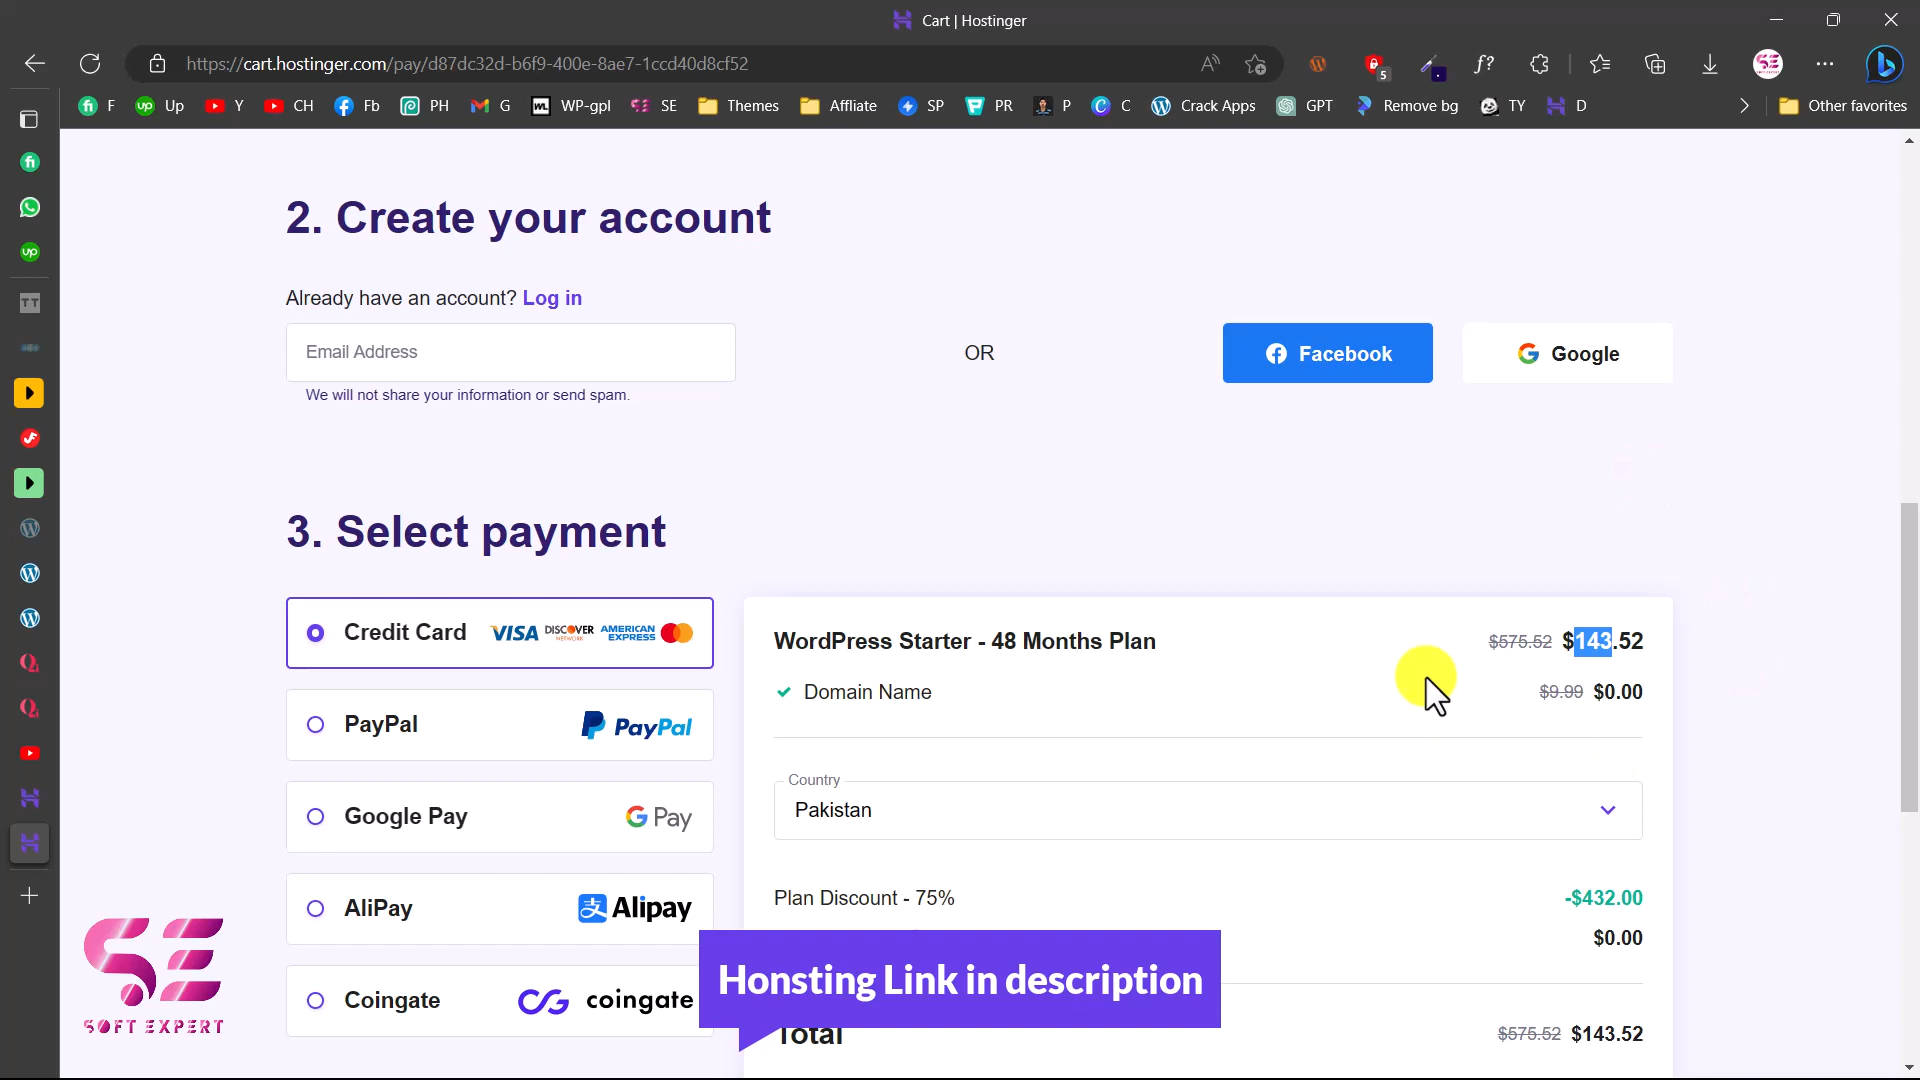 Cart | Hostinger
https://cart.hostinger.com/pay/d87dc32d-b6f9-400e-8ae7-1ccd40d8cf52
5
F Up Y CH Fb PH G WP-gpl SE Themes Affliate SP PR P C Crack Apps GPT Remove bg TY D Other favorites
2. Create your account
Already have an account? Log in
Email Address
OR
Facebook
Google
We will not share your information or send spam.
3. Select payment
Credit Card VISA DISCOVER NETWORK AMERICAN EXPRESS
PayPal PayPal
Google Pay G Pay
AliPay 支 Alipay
Coingate coingate
WordPress Starter - 48 Months Plan $575.52 $143.52
Domain Name $9.99 $0.00
Country
Pakistan
Plan Discount - 75% -$432.00
$0.00
Honsting Link in description
Total $575.52 $143.52
SE
SOFT EXPERT